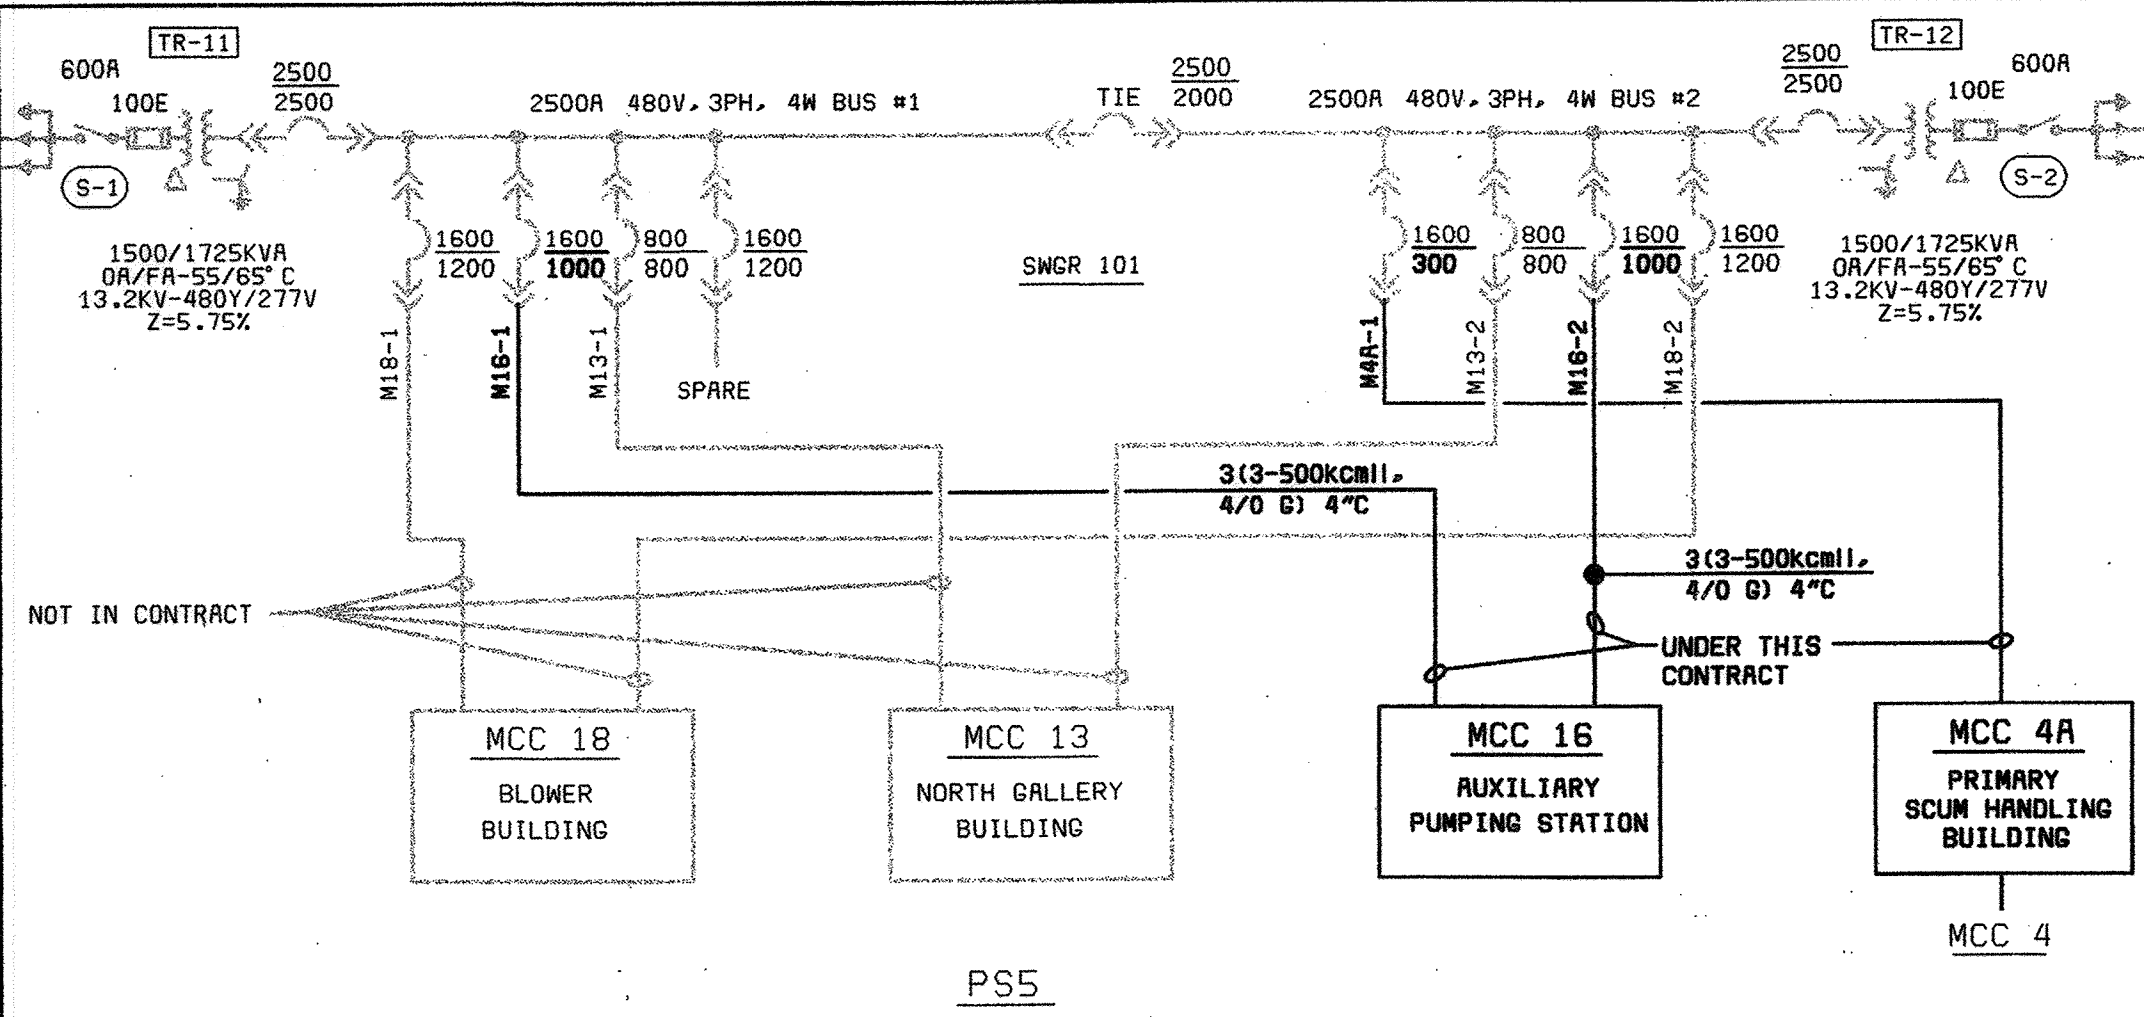 TR-11
600A
100E
2500
2500
2500A 480V, 3PH, 4W BUS #1
TIE
2500
2000
2500A 480V, 3PH, 4W BUS #2
2500
2500
TR-12
600A
100E
S-1
S-2
1500/1725KVA
OA/FA-55/65°C
13.2KV-480Y/277V
Z=5.75%
1600
1200
1600
1000
800
800
1600
1200
SWGR 101
1600
300
800
800
1600
1000
1600
1200
1500/1725KVA
OA/FA-55/65°C
13.2KV-480Y/277V
Z=5.75%
M18-1
M16-1
M13-1
SPARE
M4A-1
M13-2
M16-2
M18-2
3(3-500kcmil,
4/0 G) 4"C
3(3-500kcmil,
4/0 G) 4"C
NOT IN CONTRACT
UNDER THIS
CONTRACT
MCC 18
BLOWER
BUILDING
MCC 13
NORTH GALLERY
BUILDING
MCC 16
AUXILIARY
PUMPING STATION
MCC 4A
PRIMARY
SCUM HANDLING
BUILDING
MCC 4
PS5